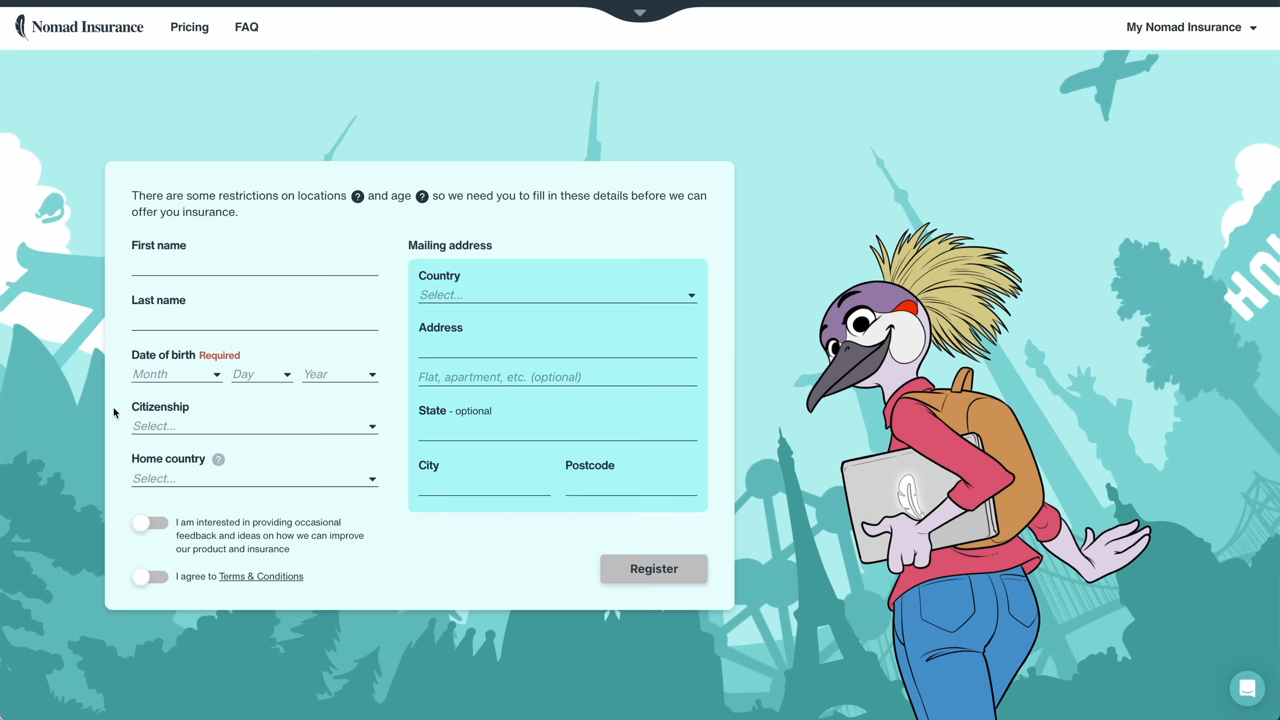 Nomad Insurance
Pricing
FAQ
My Nomad Insurance
There are some restrictions on locations ? and age ? so we need you to fill in these details before we can
offer you insurance.
First name
Last name
Date of birth Required
Month
Day
Year
Citizenship
Select...
Home country ?
Select...
I am interested in providing occasional
feedback and ideas on how we can improve
our product and insurance
I agree to Terms & Conditions
Mailing address
Country
Select...
Address
Flat, apartment, etc. (optional)
State - optional
City
Postcode
Register